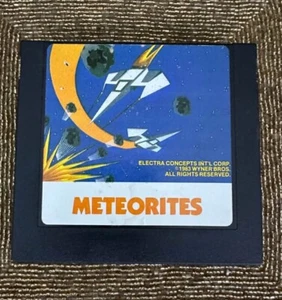 ELECTRA CONCEPTS INT'L CORP.
©1983 WYNER BROS.
ALL RIGHTS RESERVED.
METEORITES